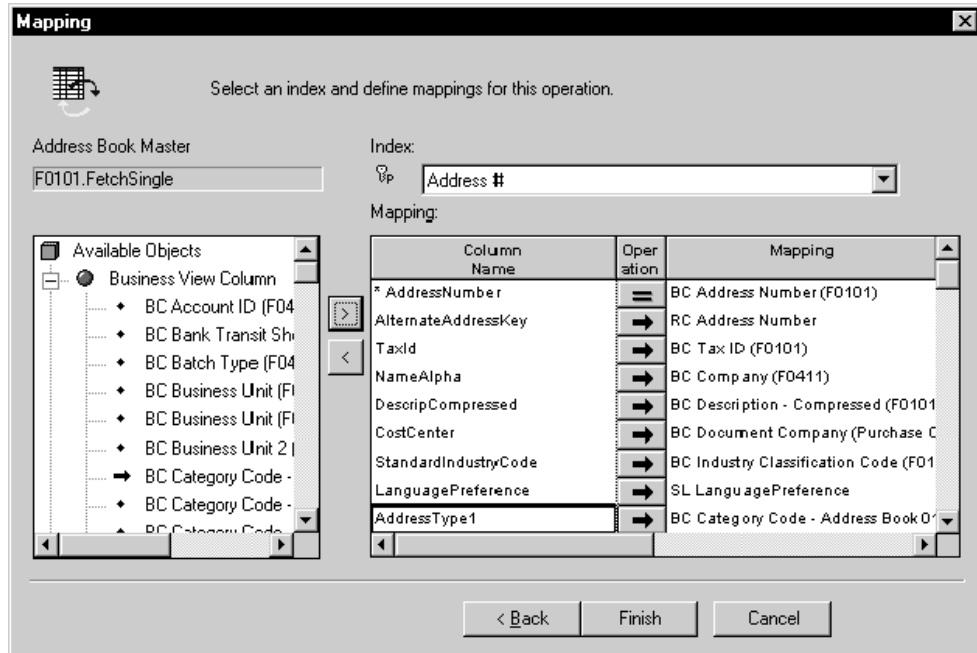 Mapping
Select an index and define mappings for this operation.
Address Book Master
F0101.FetchSingle
Index:
Address #
Mapping:
Available Objects
Business View Column
BC Account ID (F04
BC Bank Transit Sh
BC Batch Type (F04
BC Business Unit (F
BC Business Unit (F
BC Business Unit 2 (
BC Category Code -
BC Category Code -
BC Category Code
>
<
Column Name Oper ation Mapping
* AddressNumber = BC Address Number (F0101)
AlternateAddressKey → RC Address Number
TaxId → BC Tax ID (F0101)
NameAlpha → BC Company (F0411)
DescripCompressed → BC Description - Compressed (F0101
CostCenter → BC Document Company (Purchase
StandardIndustryCode → BC Industry Classification Code (F01
LanguagePreference → SL LanguagePreference
AddressType1 → BC Category Code - Address Book 0
< Back Finish Cancel